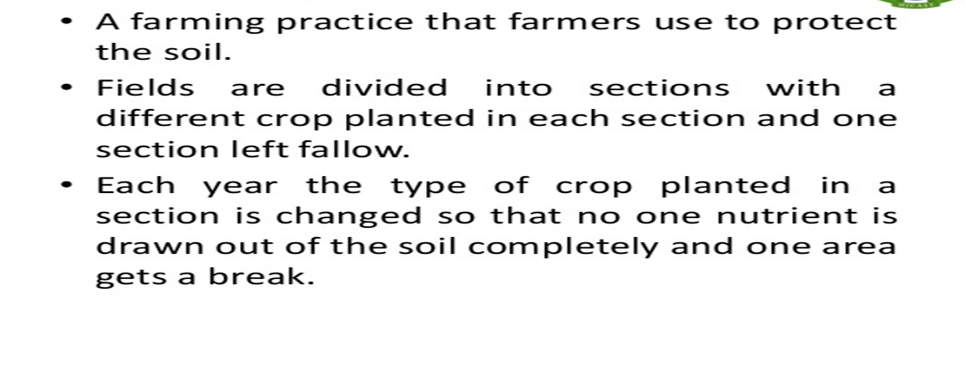 • A farming practice that farmers use to protect
the soil.
• Fields are divided into sections with a
different crop planted in each section and one
section left fallow.
• Each year the type of crop planted in a
section is changed so that no one nutrient is
drawn out of the soil completely and one area
gets a break.